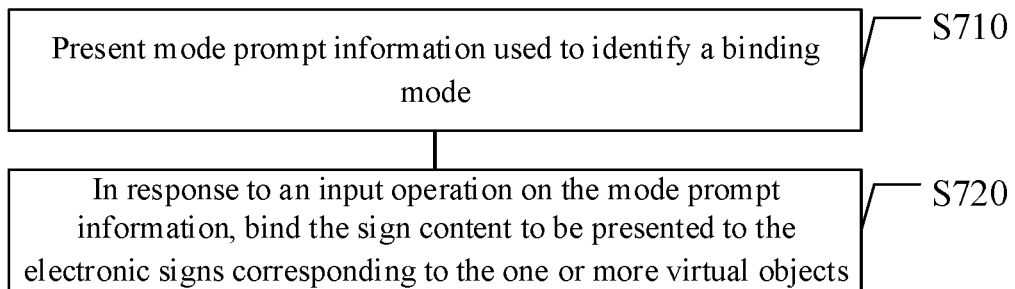 Present mode prompt information used to identify a binding
mode
S710
In response to an input operation on the mode prompt
information, bind the sign content to be presented to the
electronic signs corresponding to the one or more virtual objects
S720